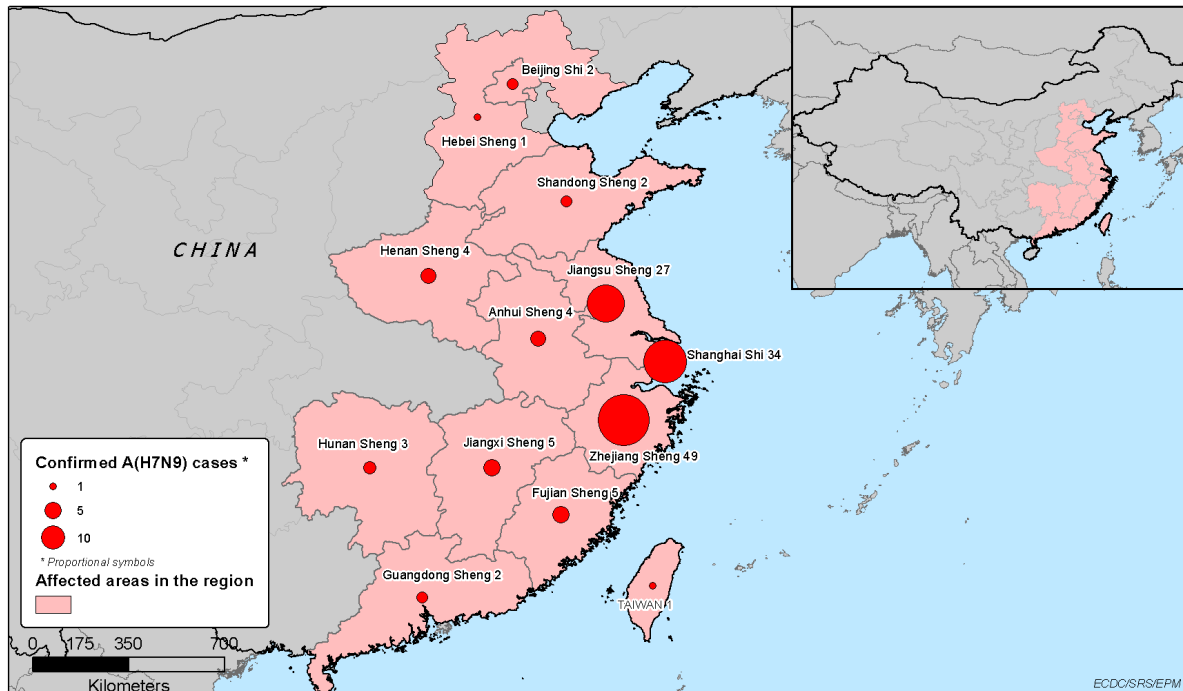 Beijing Shi 2
Hebei Sheng 1
Shandong Sheng 2
CHINA
Henan Sheng 4
Jiangsu Sheng 27
Anhui Sheng 4
Shanghai Shi 34
Hunan Sheng 3
Jiangxi Sheng 5
Zhejiang Sheng 49
Fujian Sheng 5
Guangdong Sheng 2
TAIWAN 1
Confirmed A(H7N9) cases *
1
5
10
* Proportional symbols
Affected areas in the region
0 175 350 700
Kilometers
ECDC/SRS/EPM